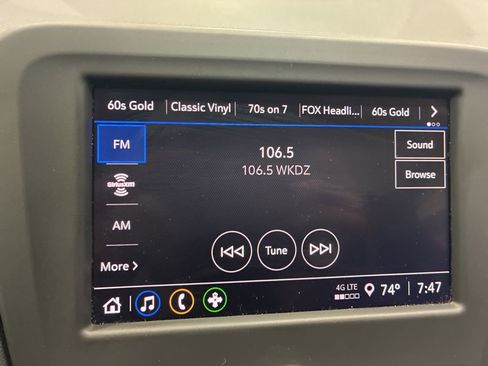 60s Gold Classic Vinyl 70s on 7 FOX Headli... 60s Gold
FM
106.5
106.5 WKDZ
Sound
Browse
SiriusXM
AM
Tune
More
4G LTE
74° 7:47